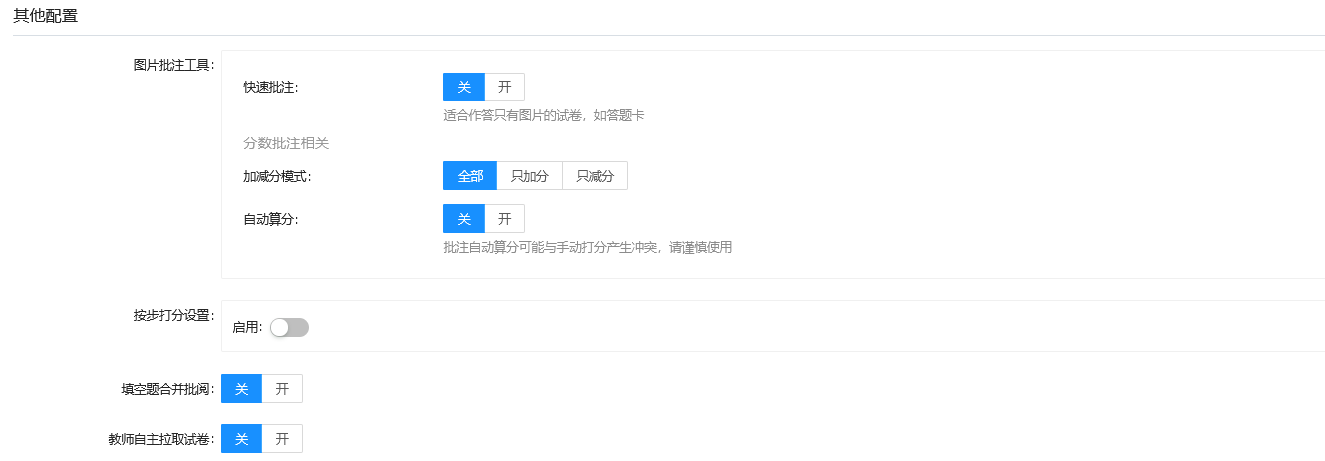 其他配置
图片批注工具:
快速批注: 关 开
适合作答只有图片的试卷，如答题卡
分数批注相关
加减分模式: 全部 只加分 只减分
自动算分: 关 开
批注自动算分可能与手动打分产生冲突，请谨慎使用
按步打分设置:
启用:
填空题合并批阅: 关 开
教师自主拉取试卷: 关 开